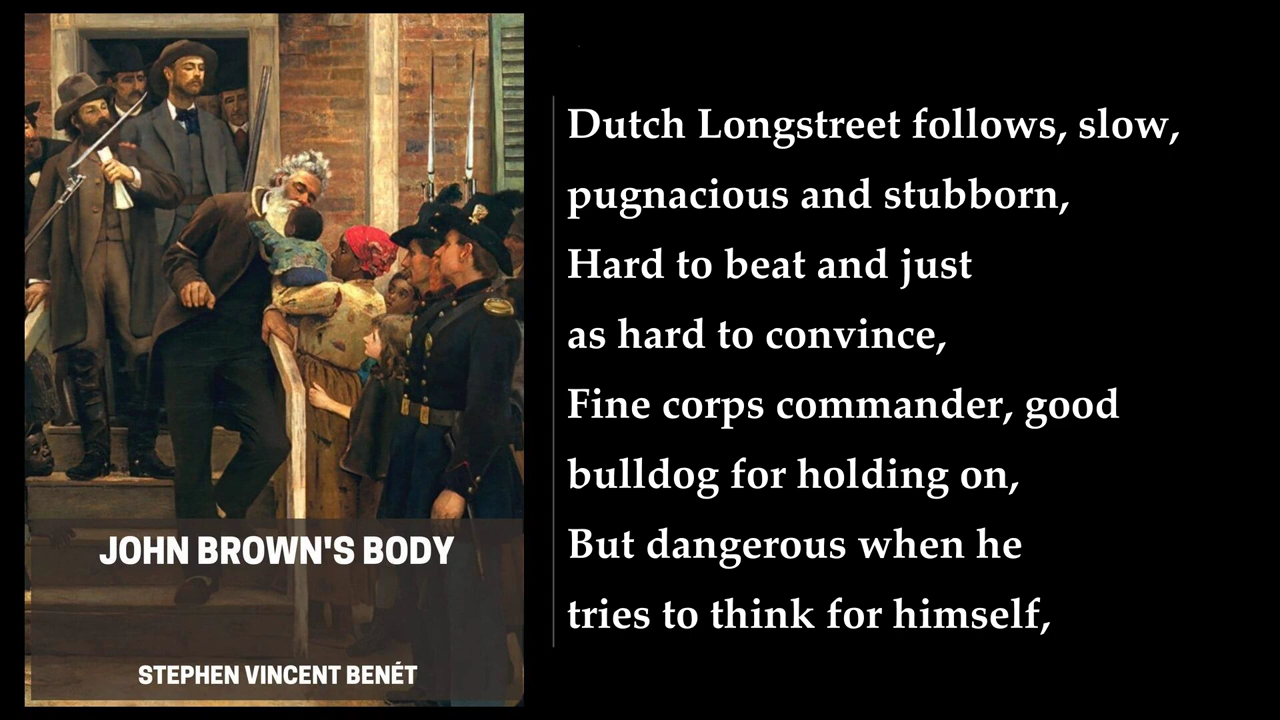 JOHN BROWN'S BODY
STEPHEN VINCENT BENÉT
Dutch Longstreet follows, slow,
pugnacious and stubborn,
Hard to beat and just
as hard to convince,
Fine corps commander, good
bulldog for holding on,
But dangerous when he
tries to think for himself,